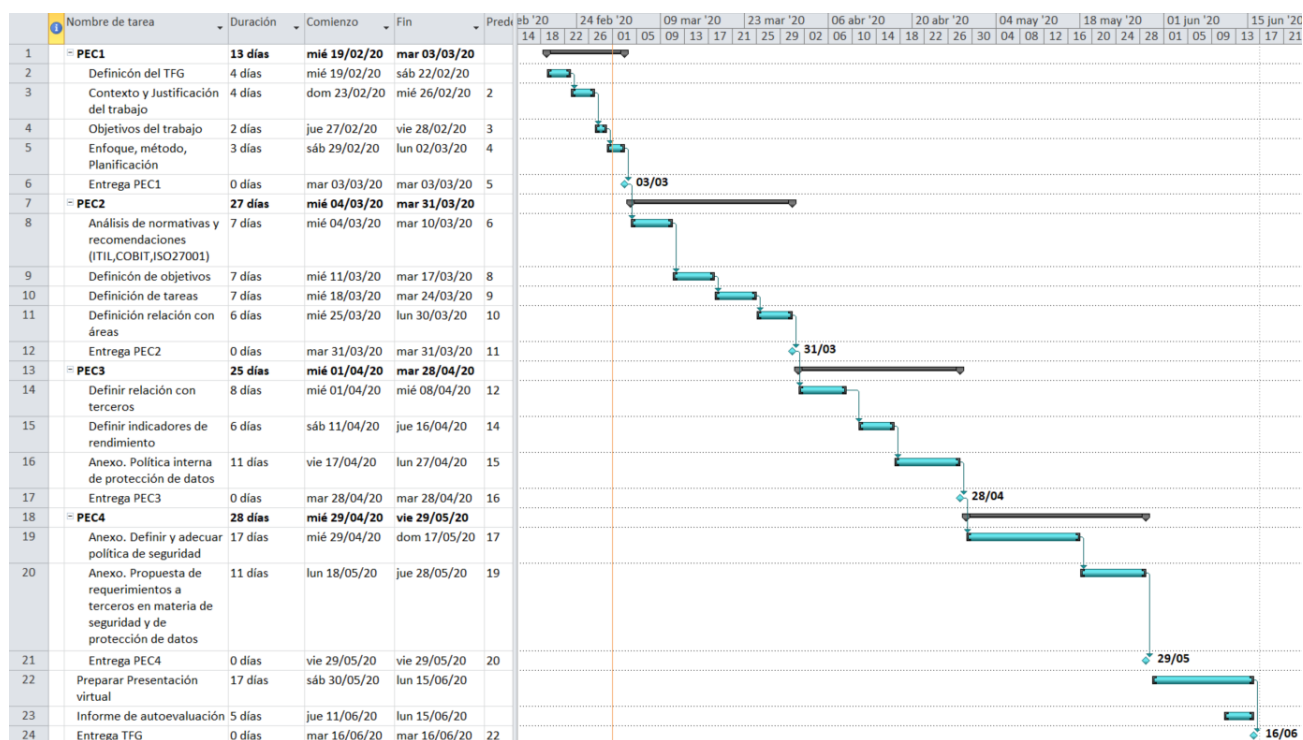 Nombre de tarea Duración Comienzo Fin Prede eb '20 24 feb '20 09 mar '20 23 mar '20 06 abr '20 20 abr '20 04 may '20 18 may '20 01 jun '20 15 jun '20
14 18 22 26 01 05 09 13 17 21 25 29 02 06 10 14 18 22 26 30 04 08 12 16 20 24 28 01 05 09 13 17 21
1 PEC1 13 días mié 19/02/20 mar 03/03/20
2 Definicón del TFG 4 días mié 19/02/20 sáb 22/02/20
3 Contexto y Justificación 4 días dom 23/02/20 mié 26/02/20 2
del trabajo
4 Objetivos del trabajo 2 días jue 27/02/20 vie 28/02/20 3
5 Enfoque, método, 3 días sáb 29/02/20 lun 02/03/20 4
Planificación
6 Entrega PEC1 0 días mar 03/03/20 mar 03/03/20 5 03/03
7 PEC2 27 días mié 04/03/20 mar 31/03/20
8 Análisis de normativas y 7 días mié 04/03/20 mar 10/03/20 6
recomendaciones
(ITIL,COBIT,ISO27001)
9 Definicón de objetivos 7 días mié 11/03/20 mar 17/03/20 8
10 Definición de tareas 7 días mié 18/03/20 mar 24/03/20 9
11 Definición relación con 6 días mié 25/03/20 lun 30/03/20 10
áreas
12 Entrega PEC2 0 días mar 31/03/20 mar 31/03/20 11 31/03
13 PEC3 25 días mié 01/04/20 mar 28/04/20
14 Definir relación con 8 días mié 01/04/20 mié 08/04/20 12
terceros
15 Definir indicadores de 6 días sáb 11/04/20 jue 16/04/20 14
rendimiento
16 Anexo. Política interna 11 días vie 17/04/20 lun 27/04/20 15
de protección de datos
17 Entrega PEC3 0 días mar 28/04/20 mar 28/04/20 16 28/04
18 PEC4 28 días mié 29/04/20 vie 29/05/20
19 Anexo. Definir y adecuar 17 días mié 29/04/20 dom 17/05/20 17
política de seguridad
20 Anexo. Propuesta de 11 días lun 18/05/20 jue 28/05/20 19
requerimientos a
terceros en materia de
seguridad y de
protección de datos
21 Entrega PEC4 0 días vie 29/05/20 vie 29/05/20 20 29/05
22 Preparar Presentación 17 días sáb 30/05/20 lun 15/06/20
virtual
23 Informe de autoevaluación 5 días jue 11/06/20 lun 15/06/20
24 Entrega TFG 0 días mar 16/06/20 mar 16/06/20 22 16/06